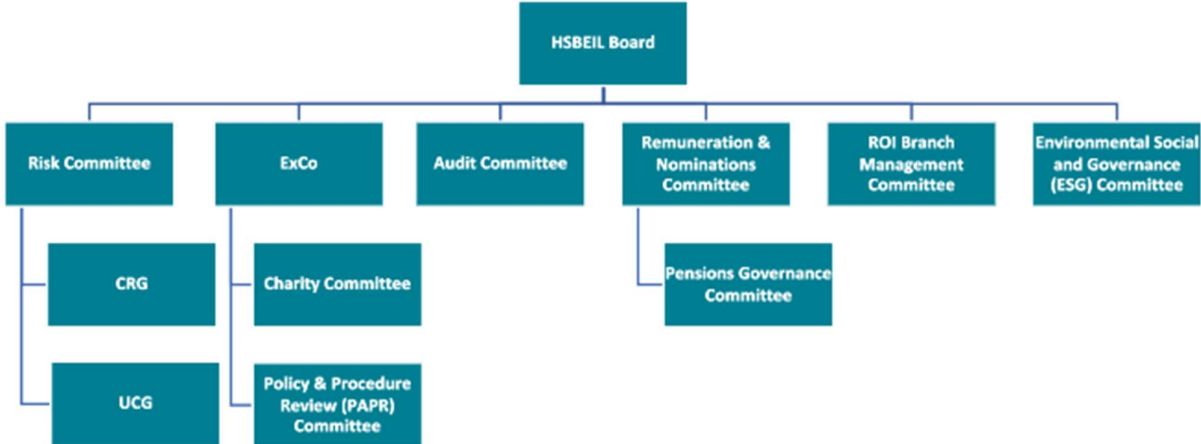 HSBEIL Board
Risk Committee
ExCo
Audit Committee
Remuneration &
Nominations
Committee
ROI Branch
Management
Committee
Environmental Social
and Governance
(ESG) Committee
CRG
Charity Committee
Pensions Governance
Committee
UCG
Policy & Procedure
Review (PAPR)
Committee